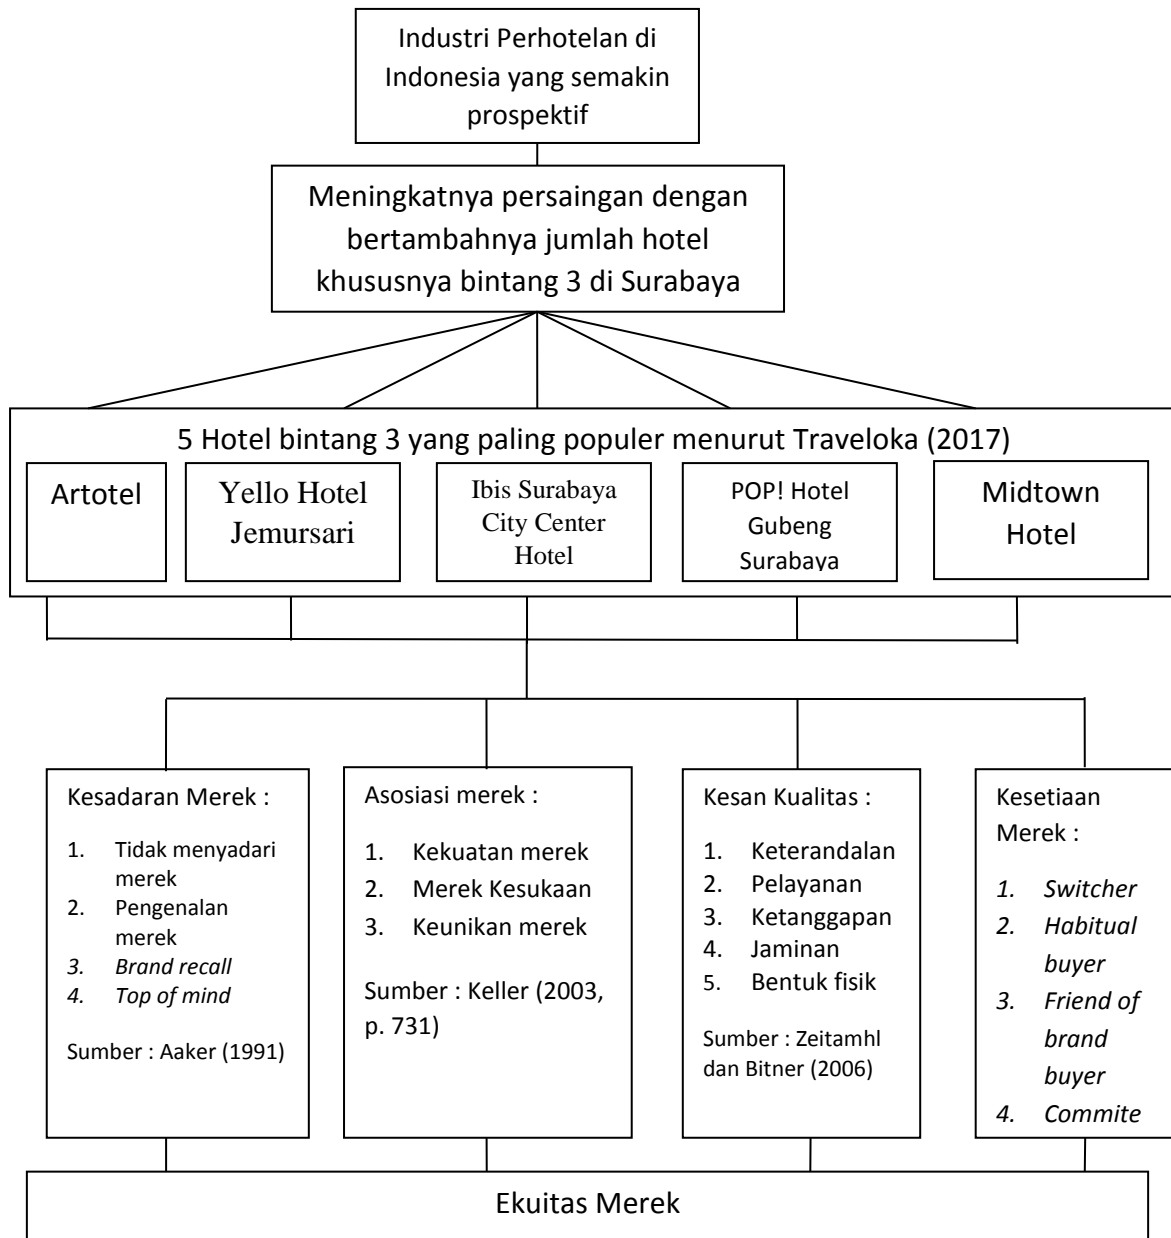 Industri Perhotelan di
Indonesia yang semakin
prospektif
Meningkatnya persaingan dengan
bertambahnya jumlah hotel
khususnya bintang 3 di Surabaya
5 Hotel bintang 3 yang paling populer menurut Traveloka (2017)
Artotel
Yello Hotel
Jemursari
Ibis Surabaya
City Center
Hotel
POP! Hotel
Gubeng
Surabaya
Midtown
Hotel
Kesadaran Merek :
1. Tidak menyadari
merek
2. Pengenalan
merek
3. Brand recall
4. Top of mind
Sumber : Aaker (1991)
Asosiasi merek :
1. Kekuatan merek
2. Merek Kesukaan
3. Keunikan merek
Sumber : Keller (2003,
p. 731)
Kesan Kualitas :
1. Keterandalan
2. Pelayanan
3. Ketanggapan
4. Jaminan
5. Bentuk fisik
Sumber : Zeitamhl
dan Bitner (2006)
Kesetiaan
Merek :
1. Switcher
2. Habitual
buyer
3. Friend of
brand
buyer
4. Commite
Ekuitas Merek